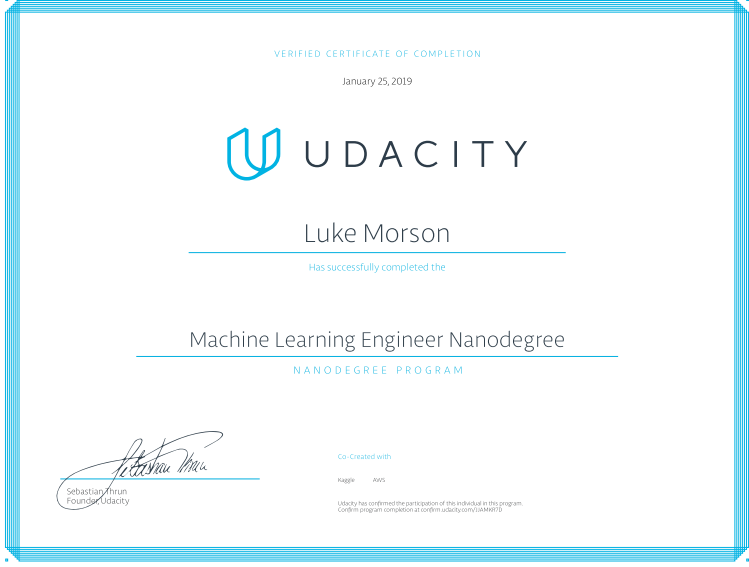 VERIFIED CERTIFICATE OF COMPLETION
January 25, 2019
UDACITY
Luke Morson
Has successfully completed the
Machine Learning Engineer Nanodegree
NANODEGREE PROGRAM
Sebastian Thrun
Sebastian Thrun
Founder, Udacity
Co-Created with
Kaggle AWS
Udacity has confirmed the participation of this individual in this program.
Confirm program completion at confirm.udacity.com/